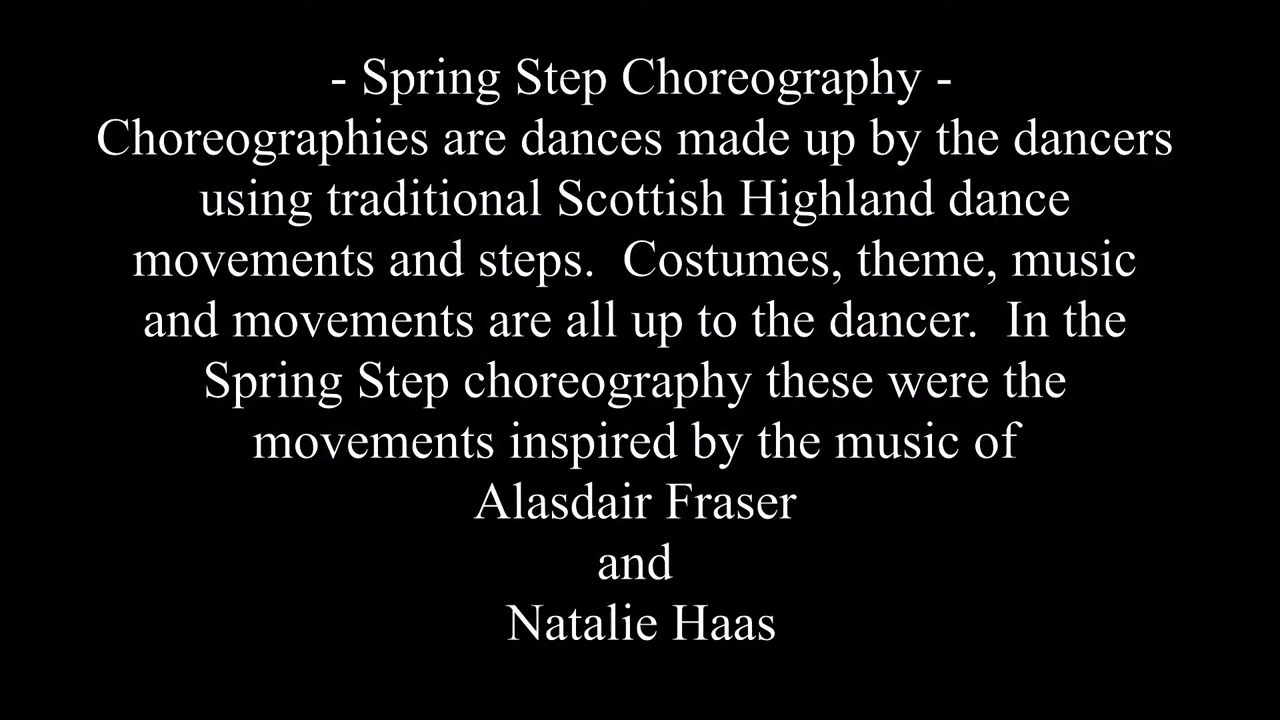 - Spring Step Choreography -
Choreographies are dances made up by the dancers
using traditional Scottish Highland dance
movements and steps.  Costumes, theme, music
and movements are all up to the dancer.  In the
Spring Step choreography these were the
movements inspired by the music of
Alasdair Fraser
and
Natalie Haas